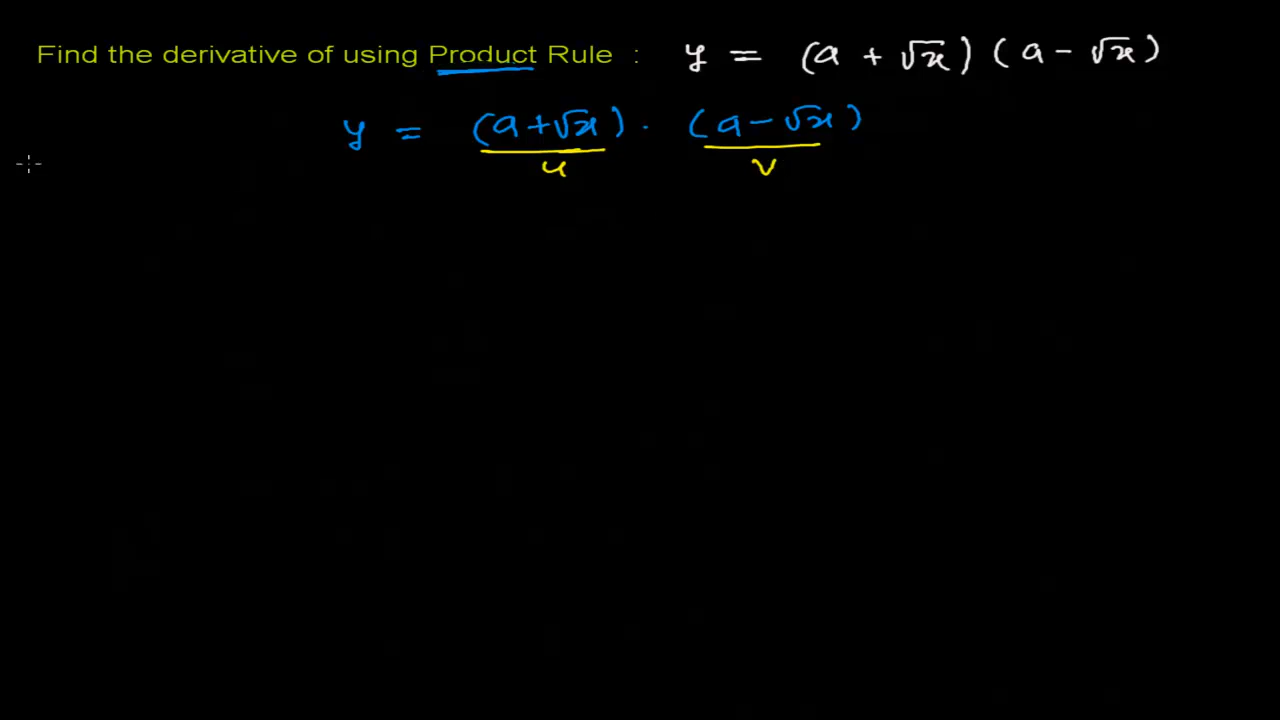 Find the derivative of using Product Rule : y = (a + √x) (a - √x)
y = (a + √x) . (a - √x)
u v